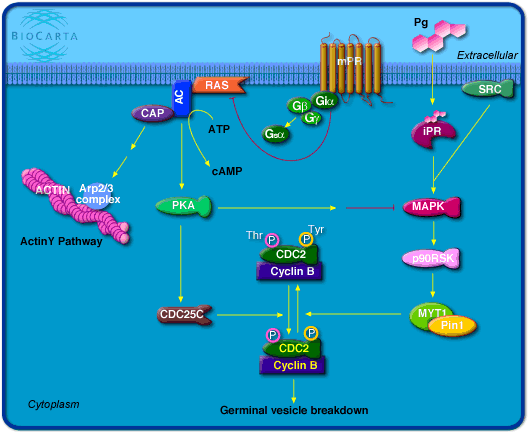 BIOCARTA
Pg
Extracellular
mPR
RAS
AC
CAP
SRC
Gβ
Giα
Gγ
Gsα
ATP
cAMP
iPR
ACTIN
Arp2/3
complex
ActinY Pathway
PKA
MAPK
Thr
P
P
Tyr
CDC2
Cyclin B
p90RSK
CDC25C
MYT1
Pin1
P
P
CDC2
Cyclin B
Cytoplasm
Germinal vesicle breakdown